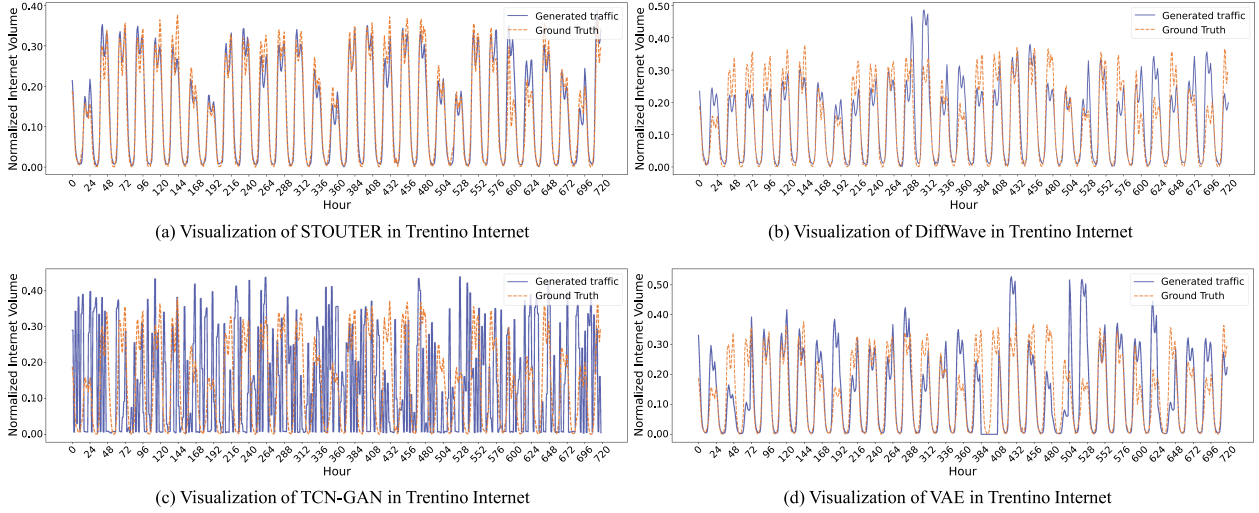 0.40
0.30
0.20
0.10
0.00
Normalized Internet Volume
Generated traffic
Ground Truth
0 24 48 72 96 120 144 168 192 216 240 264 288 312 336 360 384 408 432 456 480 504 528 552 576 600 624 648 672 696 720
Hour
(a) Visualization of STOUTER in Trentino Internet
0.50
0.40
0.30
0.20
0.10
0.00
Normalized Internet Volume
Generated traffic
Ground Truth
0 24 48 72 96 120 144 168 192 216 240 264 288 312 336 360 384 408 432 456 480 504 528 552 576 600 624 648 672 696 720
Hour
(b) Visualization of DiffWave in Trentino Internet
0.40
0.30
0.20
0.10
0.00
Normalized Internet Volume
Generated traffic
Ground Truth
0 24 48 72 96 120 144 168 192 216 240 264 288 312 336 360 384 408 432 456 480 504 528 552 576 600 624 648 672 696 720
Hour
(c) Visualization of TCN-GAN in Trentino Internet
0.50
0.40
0.30
0.20
0.10
0.00
Normalized Internet Volume
Generated traffic
Ground Truth
0 24 48 72 96 120 144 168 192 216 240 264 288 312 336 360 384 408 432 456 480 504 528 552 576 600 624 648 672 696 720
Hour
(d) Visualization of VAE in Trentino Internet